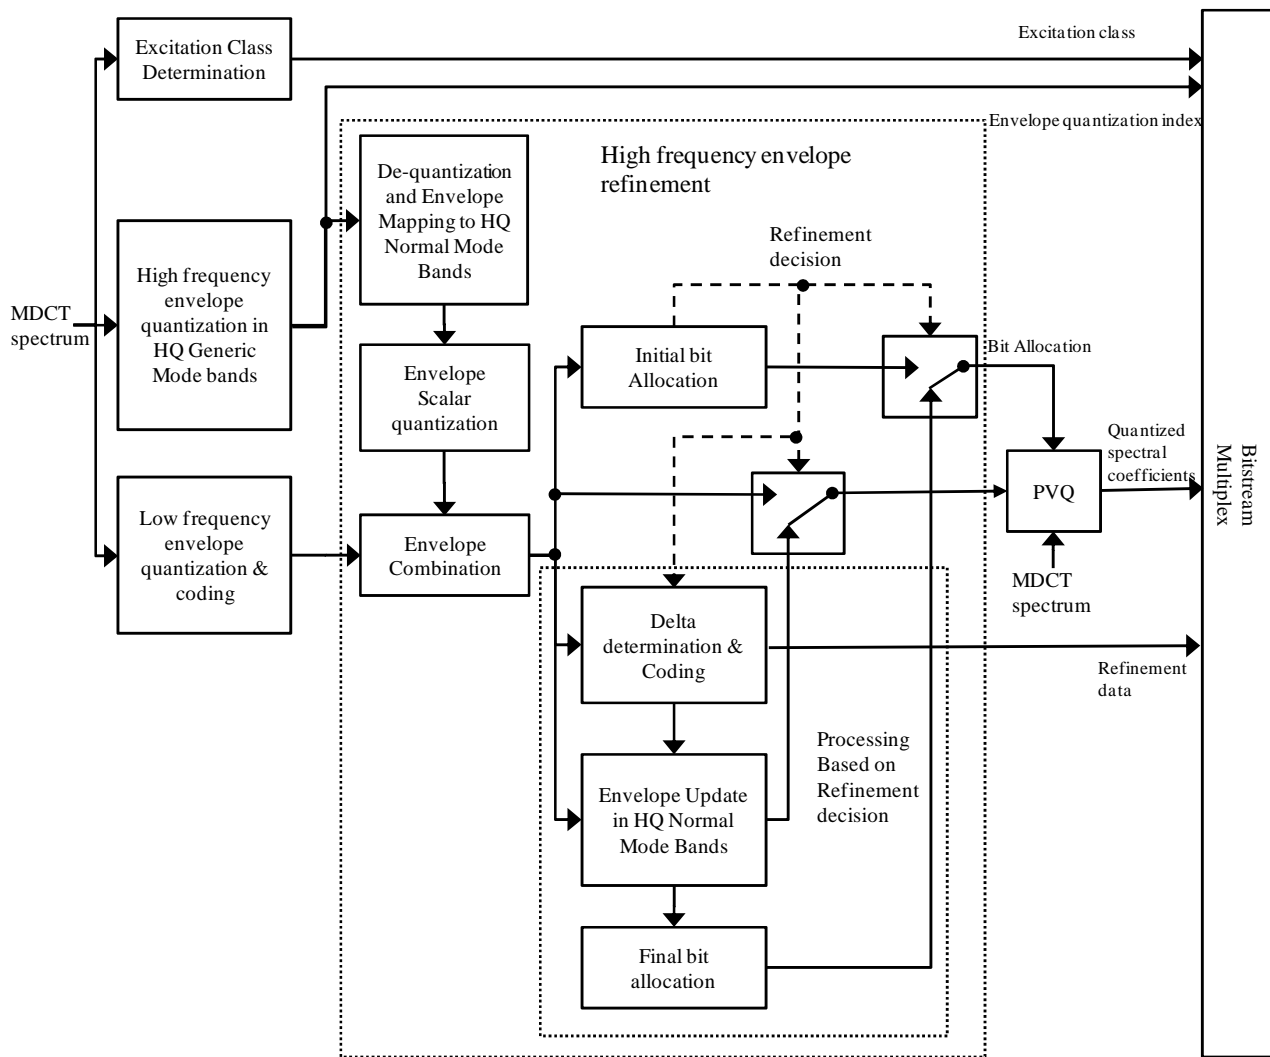 Excitation Class
Determination
Excitation class
Envelope quantization index
High frequency envelope
refinement
De-quantization
and Envelope
Mapping to HQ
Normal Mode
Bands
Refinement
decision
MDCT
spectrum
High frequency
envelope
quantization in
HQ Generic
Mode bands
Envelope
Scalar
quantization
Initial bit
Allocation
Bit Allocation
Quantized
spectral
coefficients
PVQ
Bitstream
Multiplex
Low frequency
envelope
quantization &
coding
Envelope
Combination
MDCT
spectrum
Delta
determination &
Coding
Refinement
data
Processing
Based on
Refinement
decision
Envelope Update
in HQ Normal
Mode Bands
Final bit
allocation